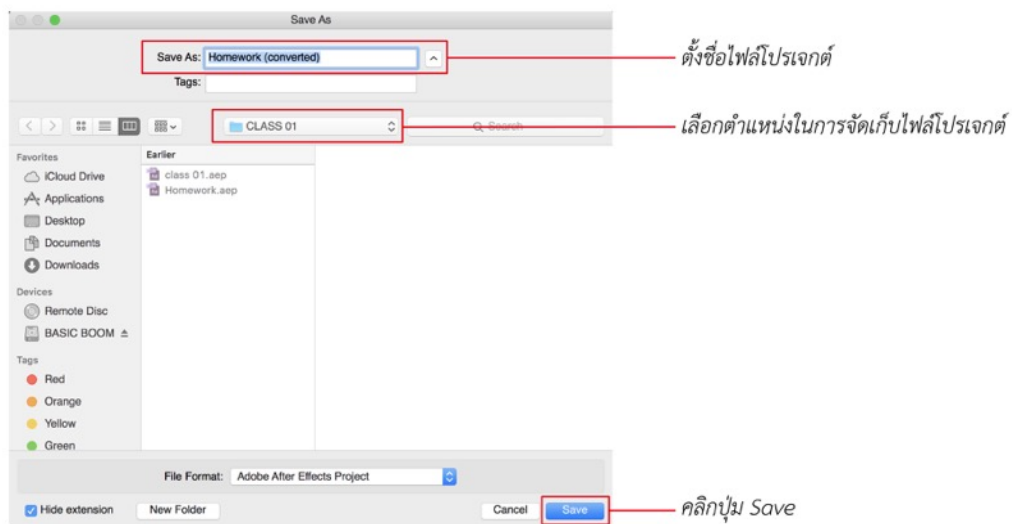 Save As
Save As: Homework (converted)
ตั้งชื่อไฟล์โปรเจกต์
Tags:
CLASS 01
Search
เลือกตำแหน่งในการจัดเก็บไฟล์โปรเจกต์
Favorites
iCloud Drive
Applications
Desktop
Documents
Downloads
Devices
Remote Disc
BASIC BOOM
Tags
Red
Orange
Yellow
Green
Earlier
class 01.aep
Homework.aep
File Format: Adobe After Effects Project
Hide extension New Folder Cancel Save
คลิกปุ่ม Save